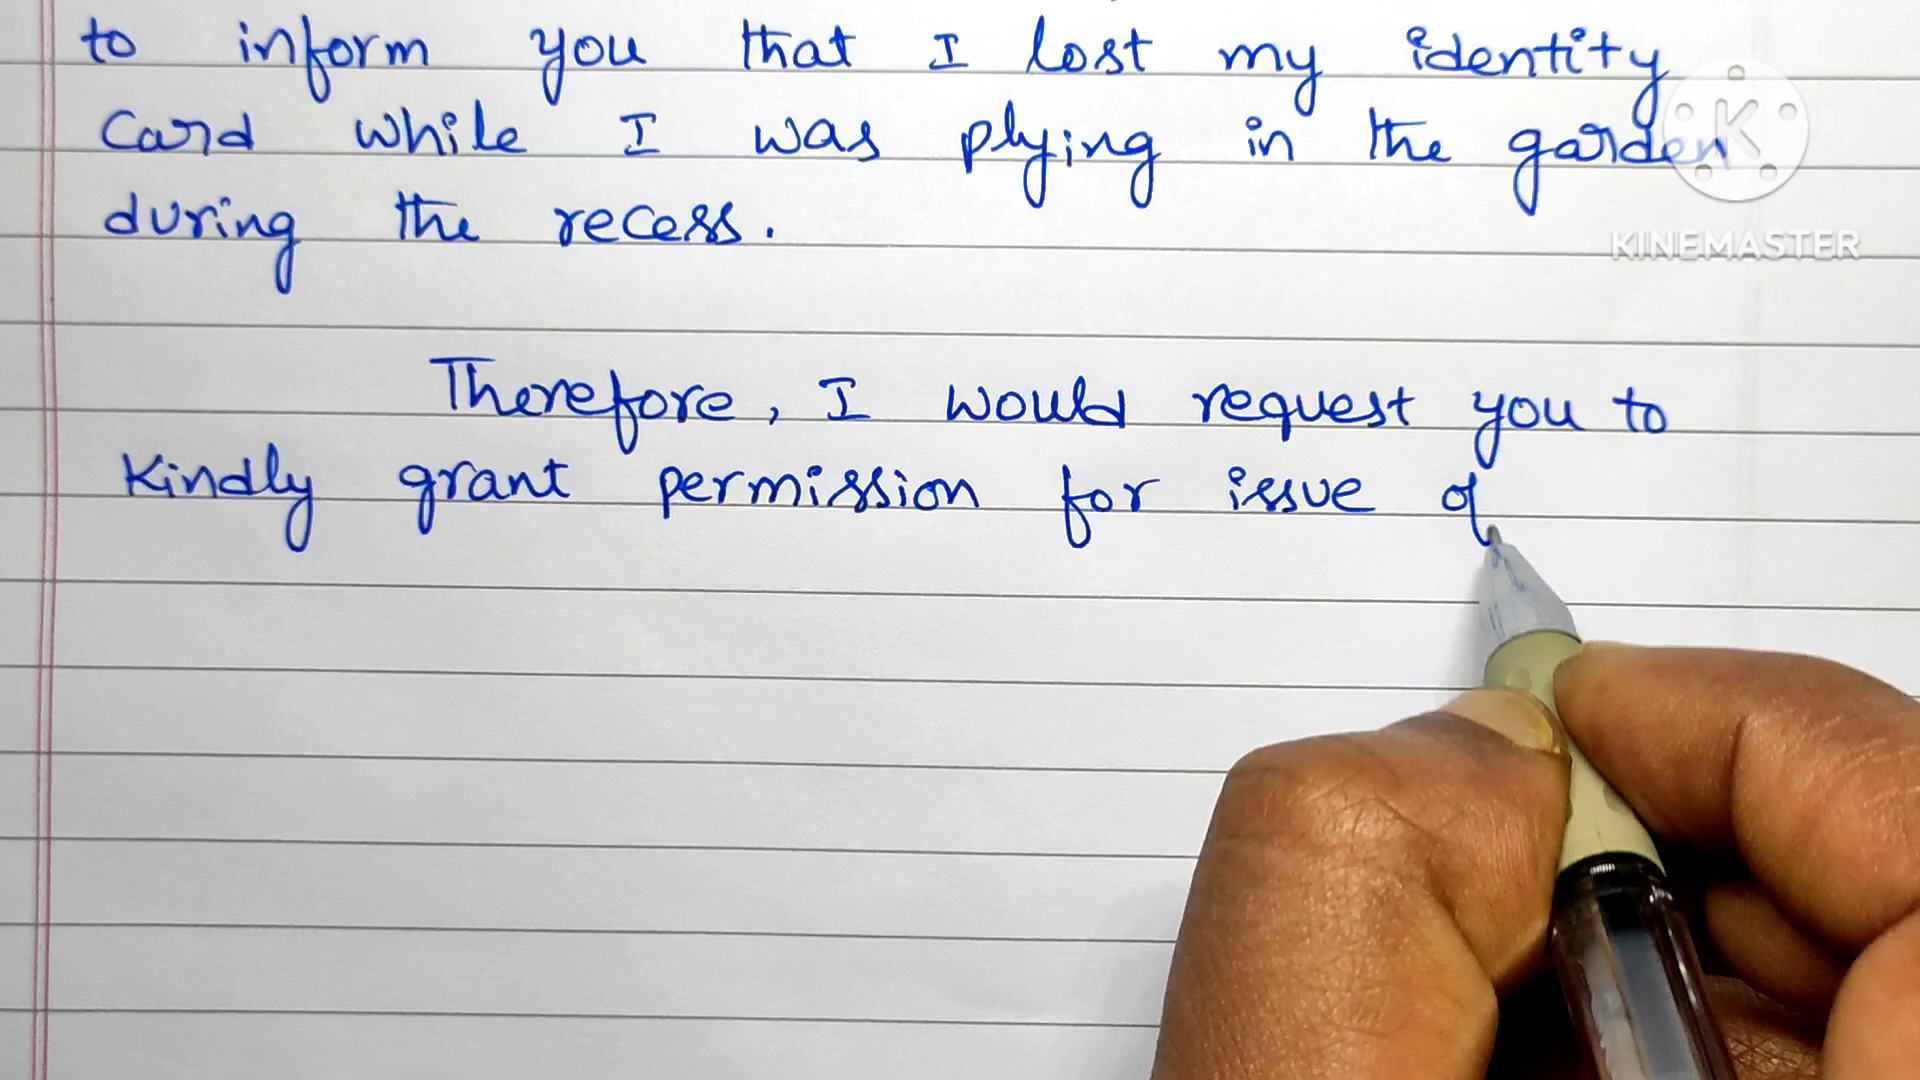 to inform you that I lost my identity
Card while I was plying in the garden
during the recess.
Therefore, I would request you to
Kindly grant permission for issue of
K
KINEMASTER